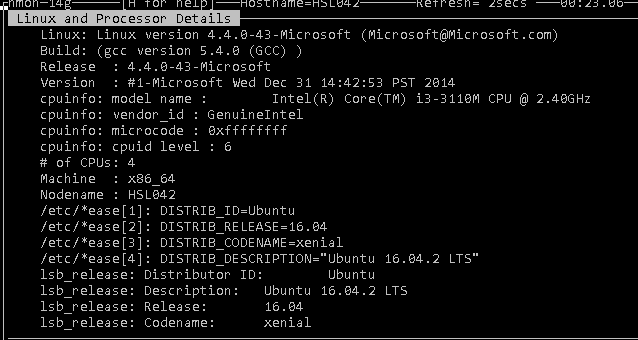 nmon-14g [H for help] Hostname=HSL042 Refresh= 2secs 00:23.06
Linux and Processor Details
Linux: Linux version 4.4.0-43-Microsoft (Microsoft@Microsoft.com)
Build: (gcc version 5.4.0 (GCC) )
Release : 4.4.0-43-Microsoft
Version : #1-Microsoft Wed Dec 31 14:42:53 PST 2014
cpuinfo: model name : Intel(R) Core(TM) i3-3110M CPU @ 2.40GHz
cpuinfo: vendor_id : GenuineIntel
cpuinfo: microcode : 0xffffffff
cpuinfo: cpuid level : 6
# of CPUs: 4
Machine : x86_64
Nodename : HSL042
/etc/*ease[1]: DISTRIB_ID=Ubuntu
/etc/*ease[2]: DISTRIB_RELEASE=16.04
/etc/*ease[3]: DISTRIB_CODENAME=xenial
/etc/*ease[4]: DISTRIB_DESCRIPTION="Ubuntu 16.04.2 LTS"
lsb_release: Distributor ID: Ubuntu
lsb_release: Description: Ubuntu 16.04.2 LTS
lsb_release: Release: 16.04
lsb_release: Codename: xenial